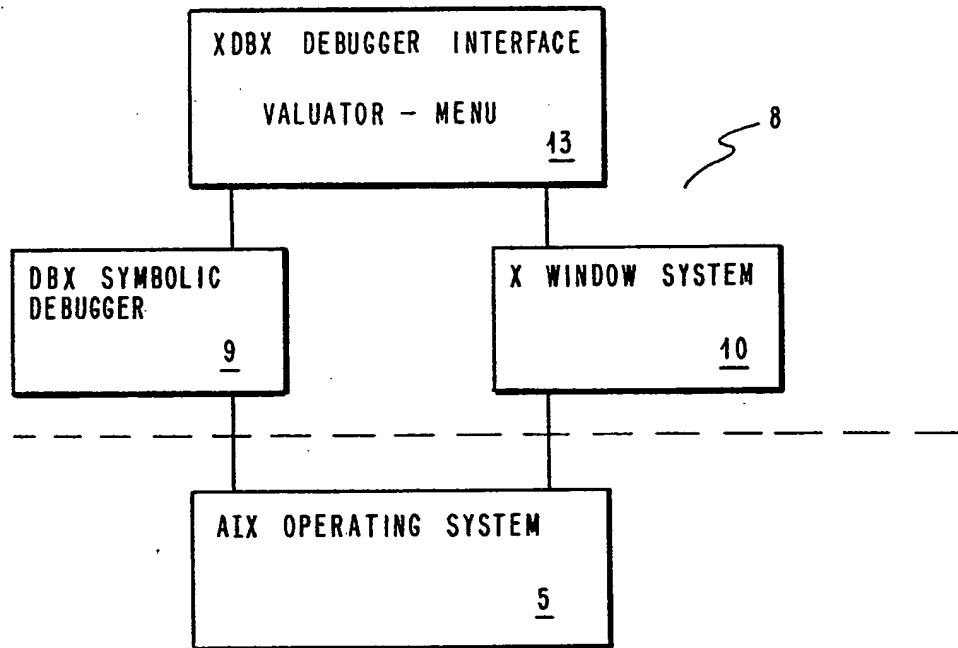 XDBX DEBUGGER INTERFACE
VALUATOR - MENU
13
8
DBX SYMBOLIC
DEBUGGER
9
X WINDOW SYSTEM
10
AIX OPERATING SYSTEM
5